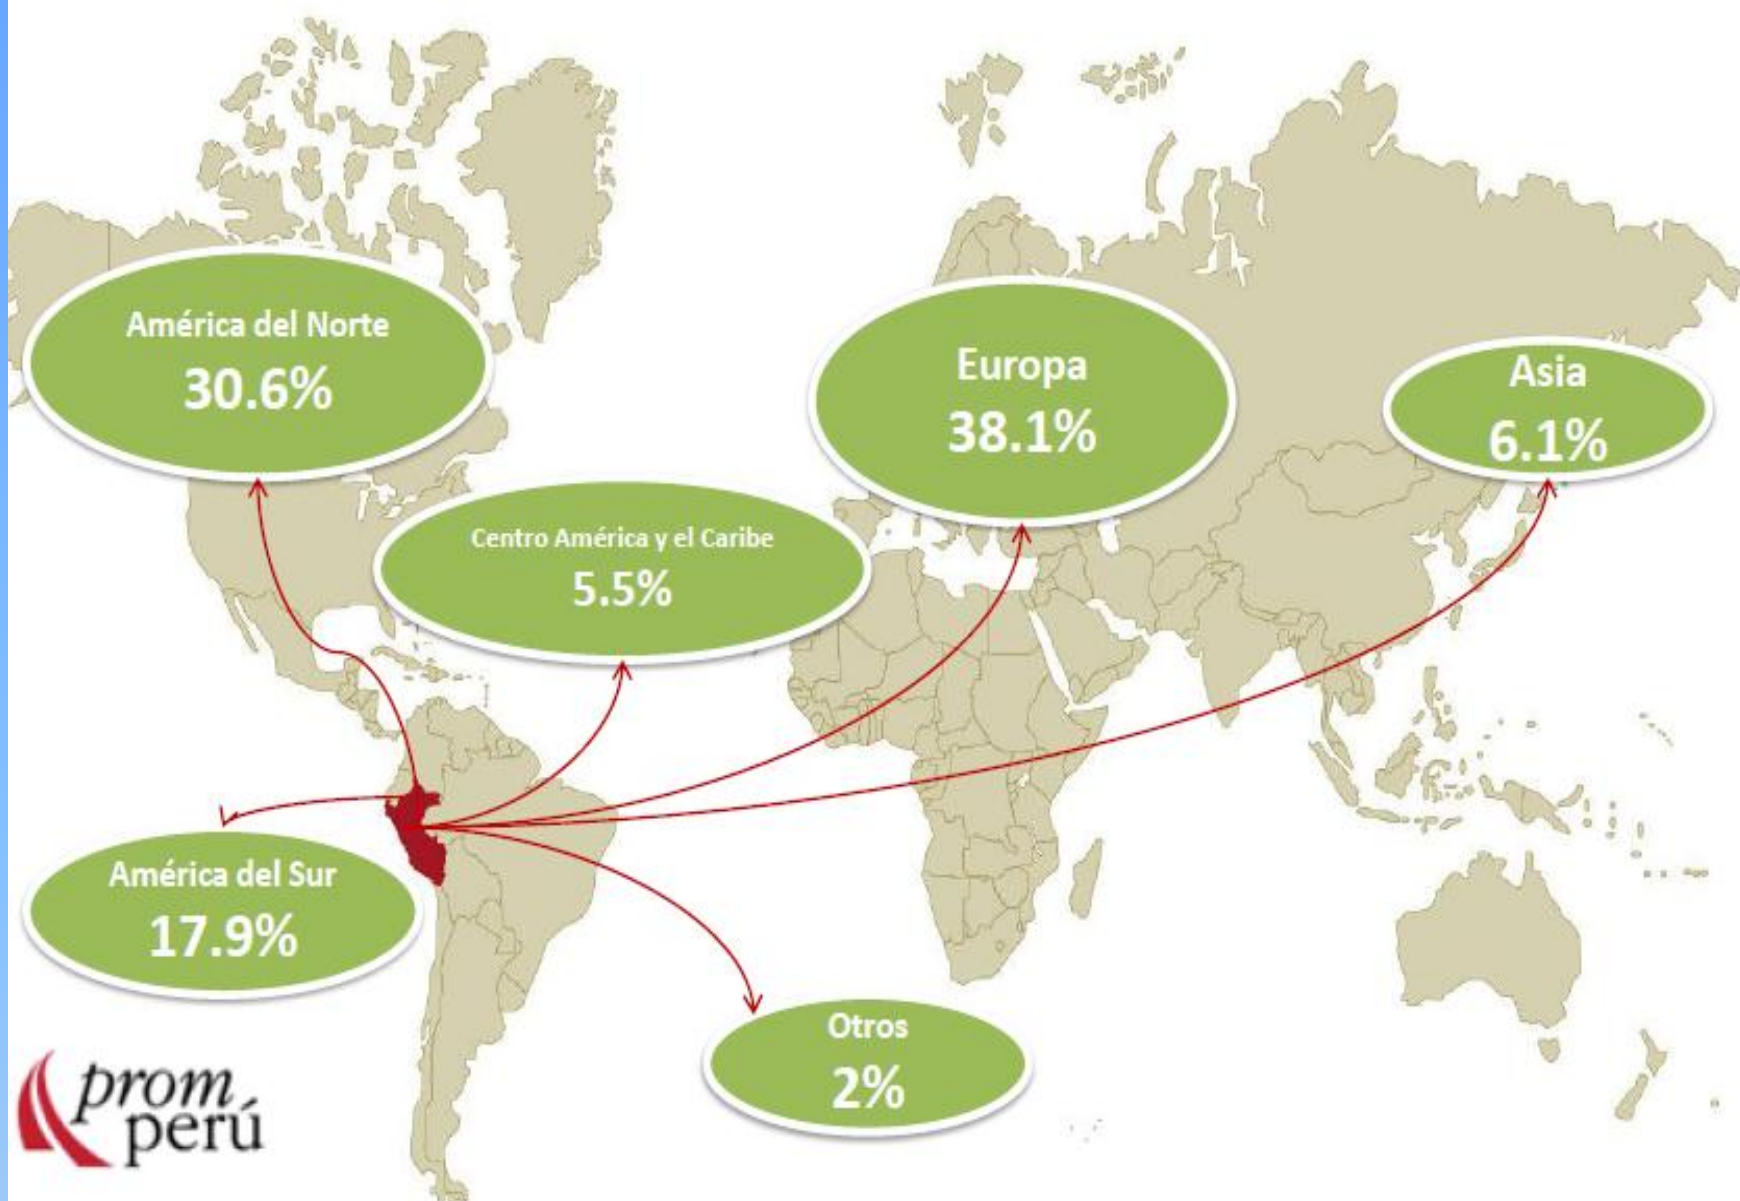 América del Norte
30.6%
Europa
38.1%
Asia
6.1%
Centro América y el Caribe
5.5%
América del Sur
17.9%
Otros
2%
prom
perú